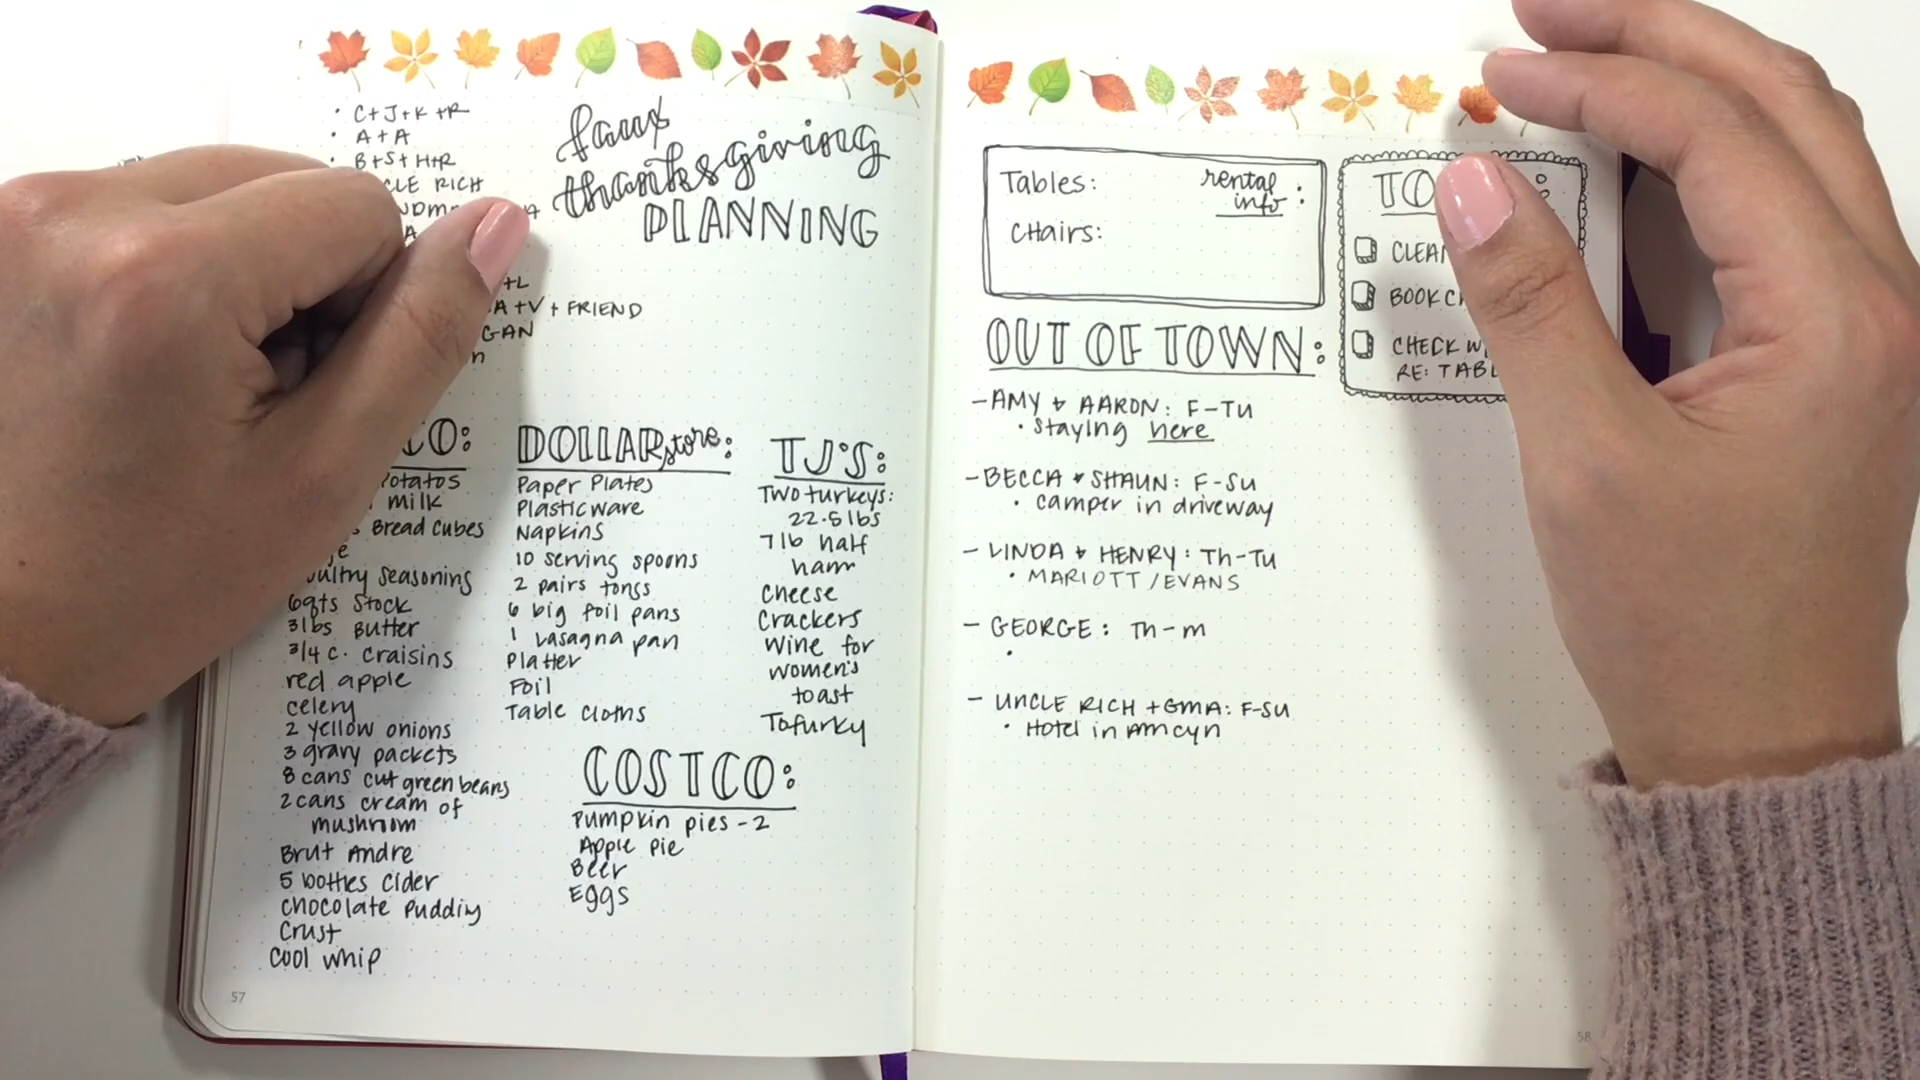 • C+J+K+R
• A+A
• B+S+H+R
CLE RICH
A
+L
A+V + FRIEND
GAN
n
faux
thanksgiving
PLANNING
CO:
Potatos
milk
Bread Cubes
Poultry Seasoning
6qts Stock
3lbs Butter
3/4 c. Craisins
red apple
celery
2 yellow onions
3 gravy packets
8 cans cut green beans
2 cans cream of
mushroom
Brut Andre
5 bottles Cider
Chocolate Pudding
Crust
Cool whip
57
DOLLAR store:
Paper Plates
Plasticware
Napkins
10 serving spoons
2 pairs tongs
6 big foil pans
1 Lasagna pan
Platter
Foil
Table Cloths
TJ'S:
Two turkeys:
22.5 lbs
7lb half
ham
Cheese
Crackers
Wine for
women's
toast
Tofurky
COSTCO:
Pumpkin pies - 2
Apple pie
Beer
Eggs
Tables:
rental
info:
Chairs:
TO
CLEAN
BOOK C
CHECK W
RE: TABL
OUT OF TOWN:
- AMY + AARON: F-TU
• Staying here
- BECCA + SHAUN: F-SU
• Camper in driveway
- LINDA + HENRY: Th-TU
• MARIOTT/EVANS
- GEORGE: Th-M
•
- UNCLE RICH + GMA: F-SU
• Hotel in Amcyn
58